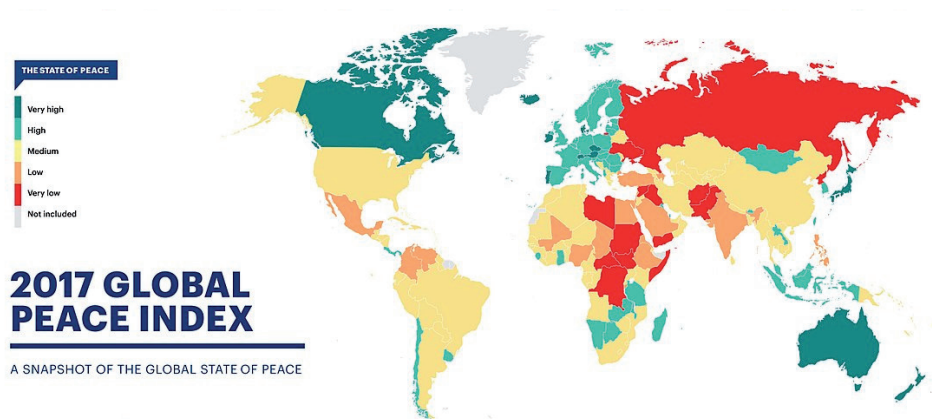 THE STATE OF PEACE
Very high
High
Medium
Low
Very low
Not included
2017 GLOBAL
PEACE INDEX
A SNAPSHOT OF THE GLOBAL STATE OF PEACE